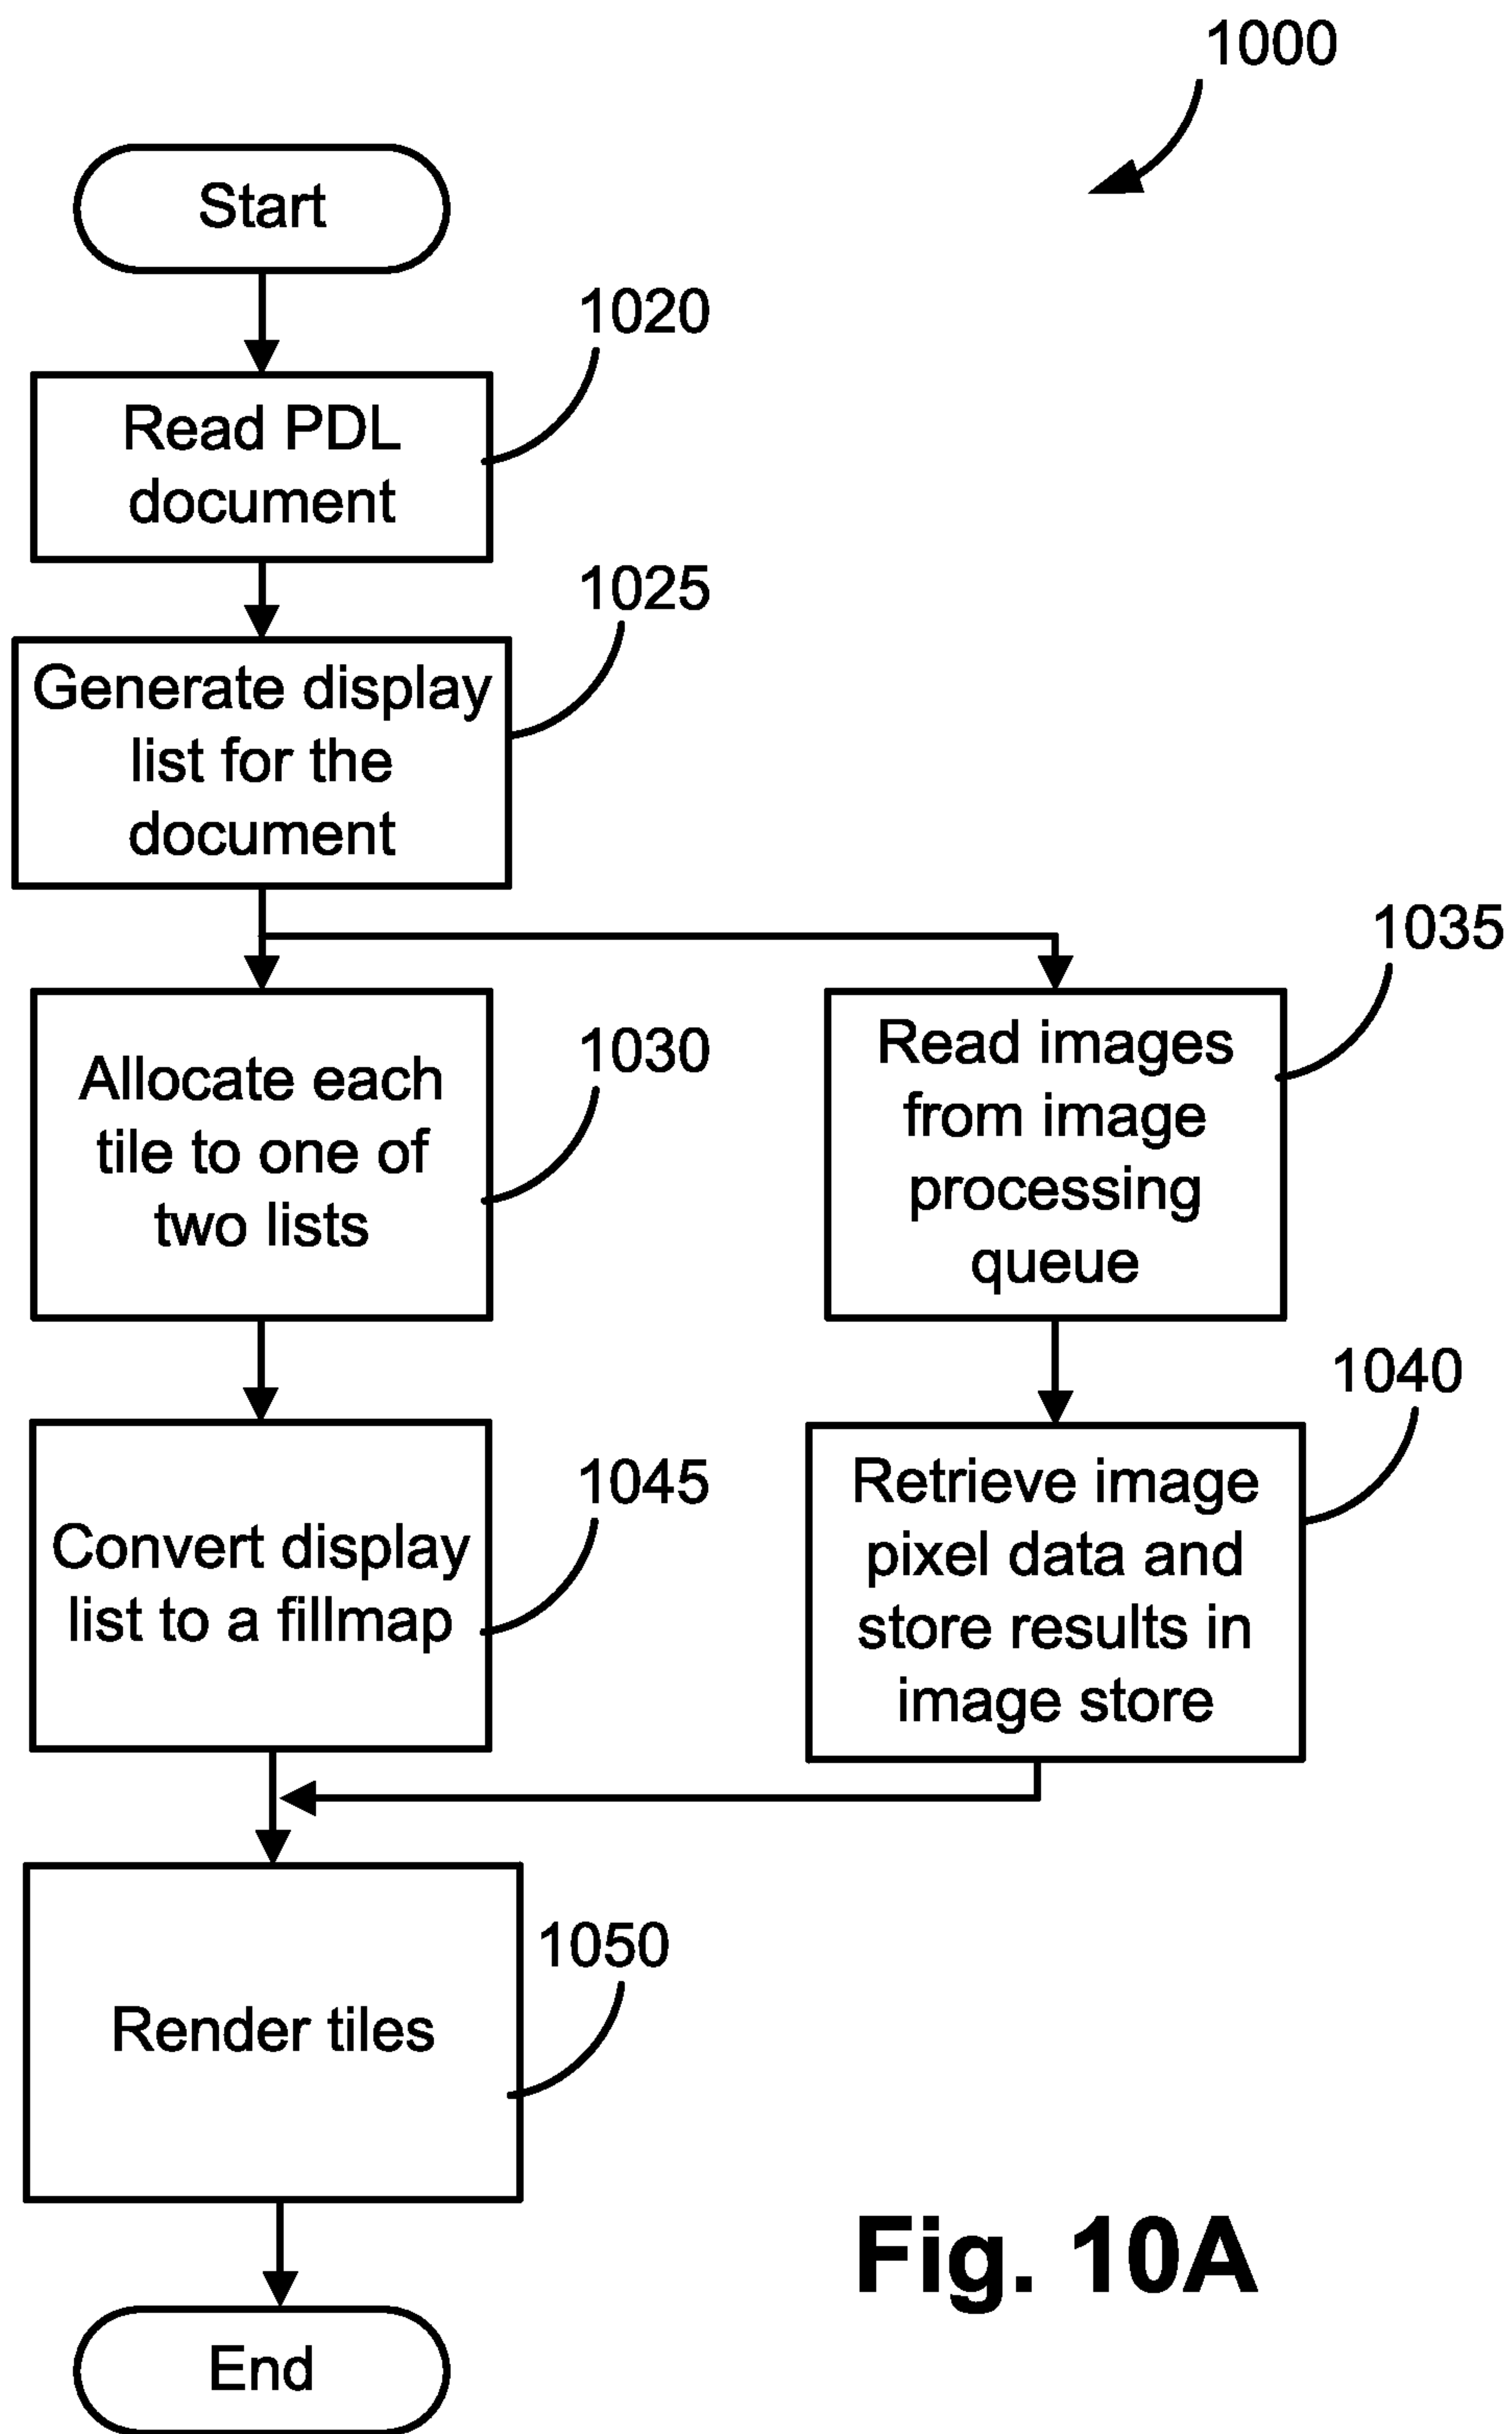 1000
Start
1020
Read PDL
document
1025
Generate display
list for the
document
1035
1030
Allocate each
tile to one of
two lists
Read images
from image
processing
queue
1040
1045
Convert display
list to a fillmap
Retrieve image
pixel data and
store results in
image store
1050
Render tiles
Fig. 10A
End